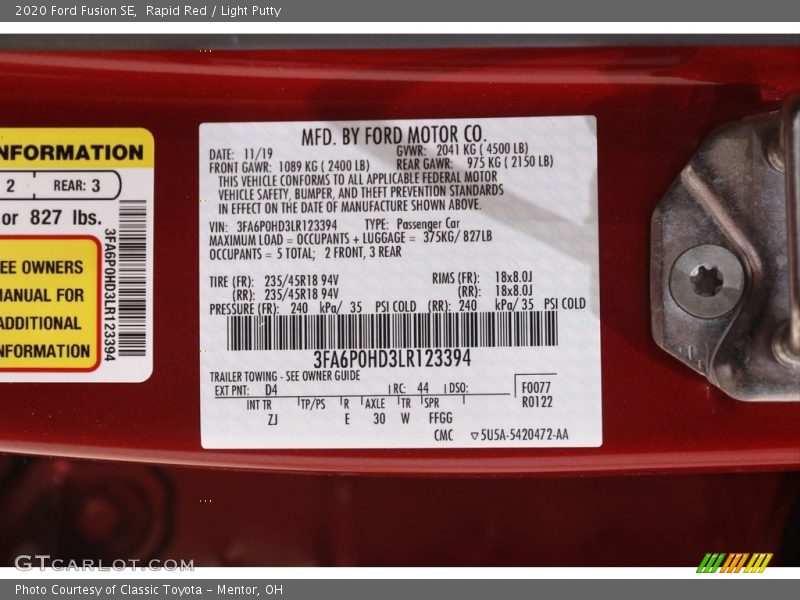 2020 Ford Fusion SE, Rapid Red / Light Putty
NFORMATION
2 REAR: 3
or 827 lbs.
EE OWNERS
MANUAL FOR
ADDITIONAL
NFORMATION
3FA6P0HD3LR123394
MFD. BY FORD MOTOR CO.
DATE: 11/19 GVWR: 2041 KG ( 4500 LB)
FRONT GAWR: 1089 KG ( 2400 LB) REAR GAWR: 975 KG ( 2150 LB)
THIS VEHICLE CONFORMS TO ALL APPLICABLE FEDERAL MOTOR
VEHICLE SAFETY, BUMPER, AND THEFT PREVENTION STANDARDS
IN EFFECT ON THE DATE OF MANUFACTURE SHOWN ABOVE.
VIN: 3FA6P0HD3LR123394 TYPE: Passenger Car
MAXIMUM LOAD = OCCUPANTS + LUGGAGE = 375KG/ 827LB
OCCUPANTS = 5 TOTAL; 2 FRONT, 3 REAR
TIRE (FR): 235/45R18 94V RIMS (FR): 18x8.0J
(RR): 235/45R18 94V (RR): 18x8.0J
PRESSURE (FR): 240 kPa/ 35 PSI COLD (RR): 240 kPa/ 35 PSI COLD
3FA6P0HD3LR123394
TRAILER TOWING - SEE OWNER GUIDE
EXT PNT: D4 RC: 44 DSO: F0077
INT TR TP/PS R AXLE TR SPR R0122
ZJ E 30 W FFGG
CMC ▽5U5A-5420472-AA
GTCARLOT.COM
Photo Courtesy of Classic Toyota - Mentor, OH